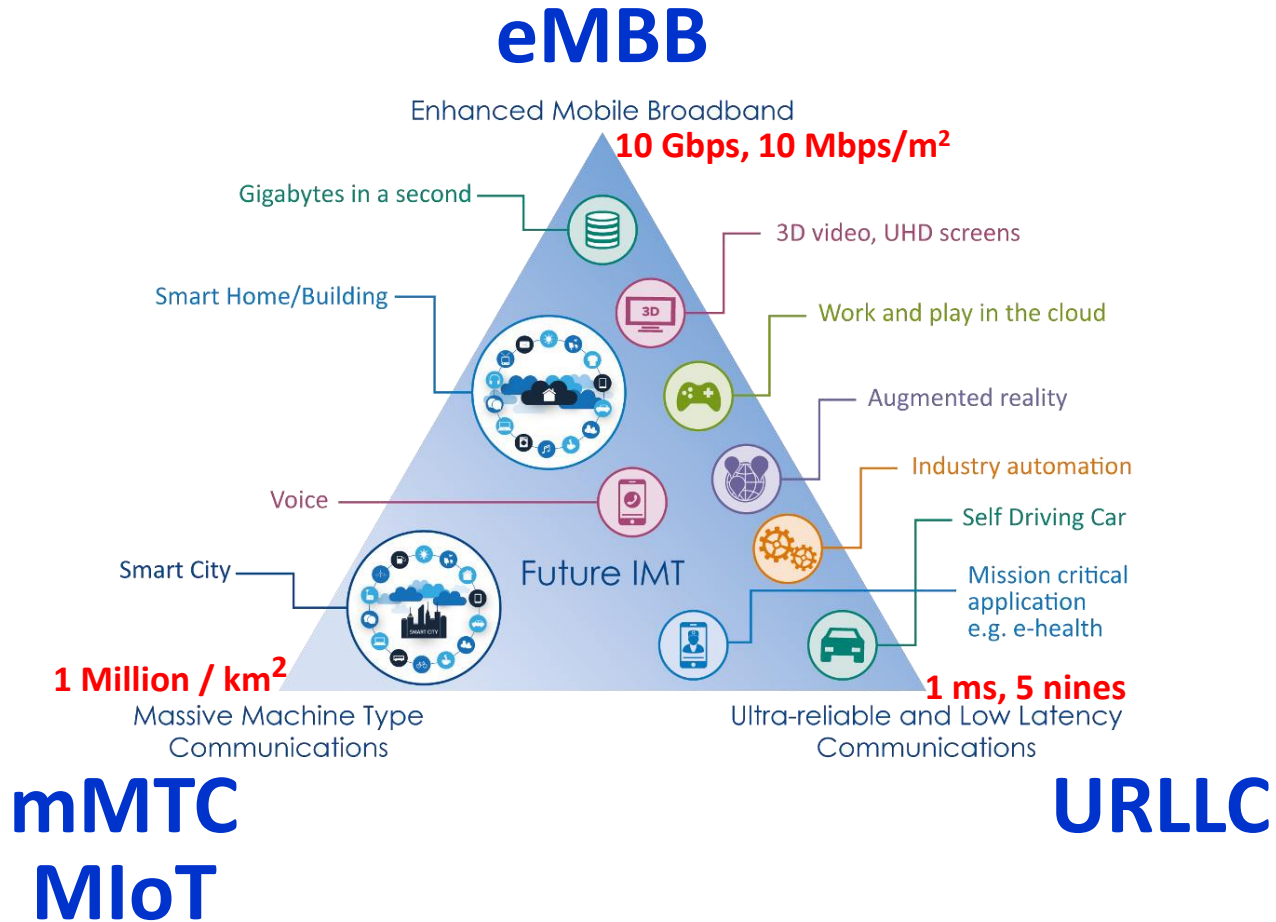 eMBB
Enhanced Mobile Broadband
10 Gbps, 10 Mbps/m²
Gigabytes in a second
3D video, UHD screens
Smart Home/Building
3D
Work and play in the cloud
Augmented reality
Industry automation
Voice
Self Driving Car
Smart City
Future IMT
Mission critical
application
e.g. e-health
SMART CITY
1 Million / km²
1 ms, 5 nines
Massive Machine Type
Communications
Ultra-reliable and Low Latency
Communications
mMTC
URLLC
MIoT